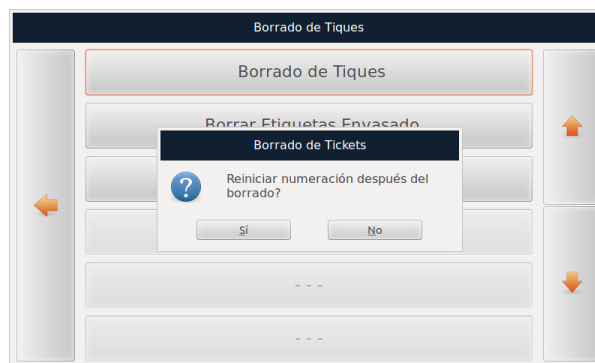 Borrado de Tiques
Borrado de Tiques
Borrar Etiquetas Envasado
Borrado de Tickets
Reiniciar numeración después del
borrado?
Sí
No
- - -
- - -